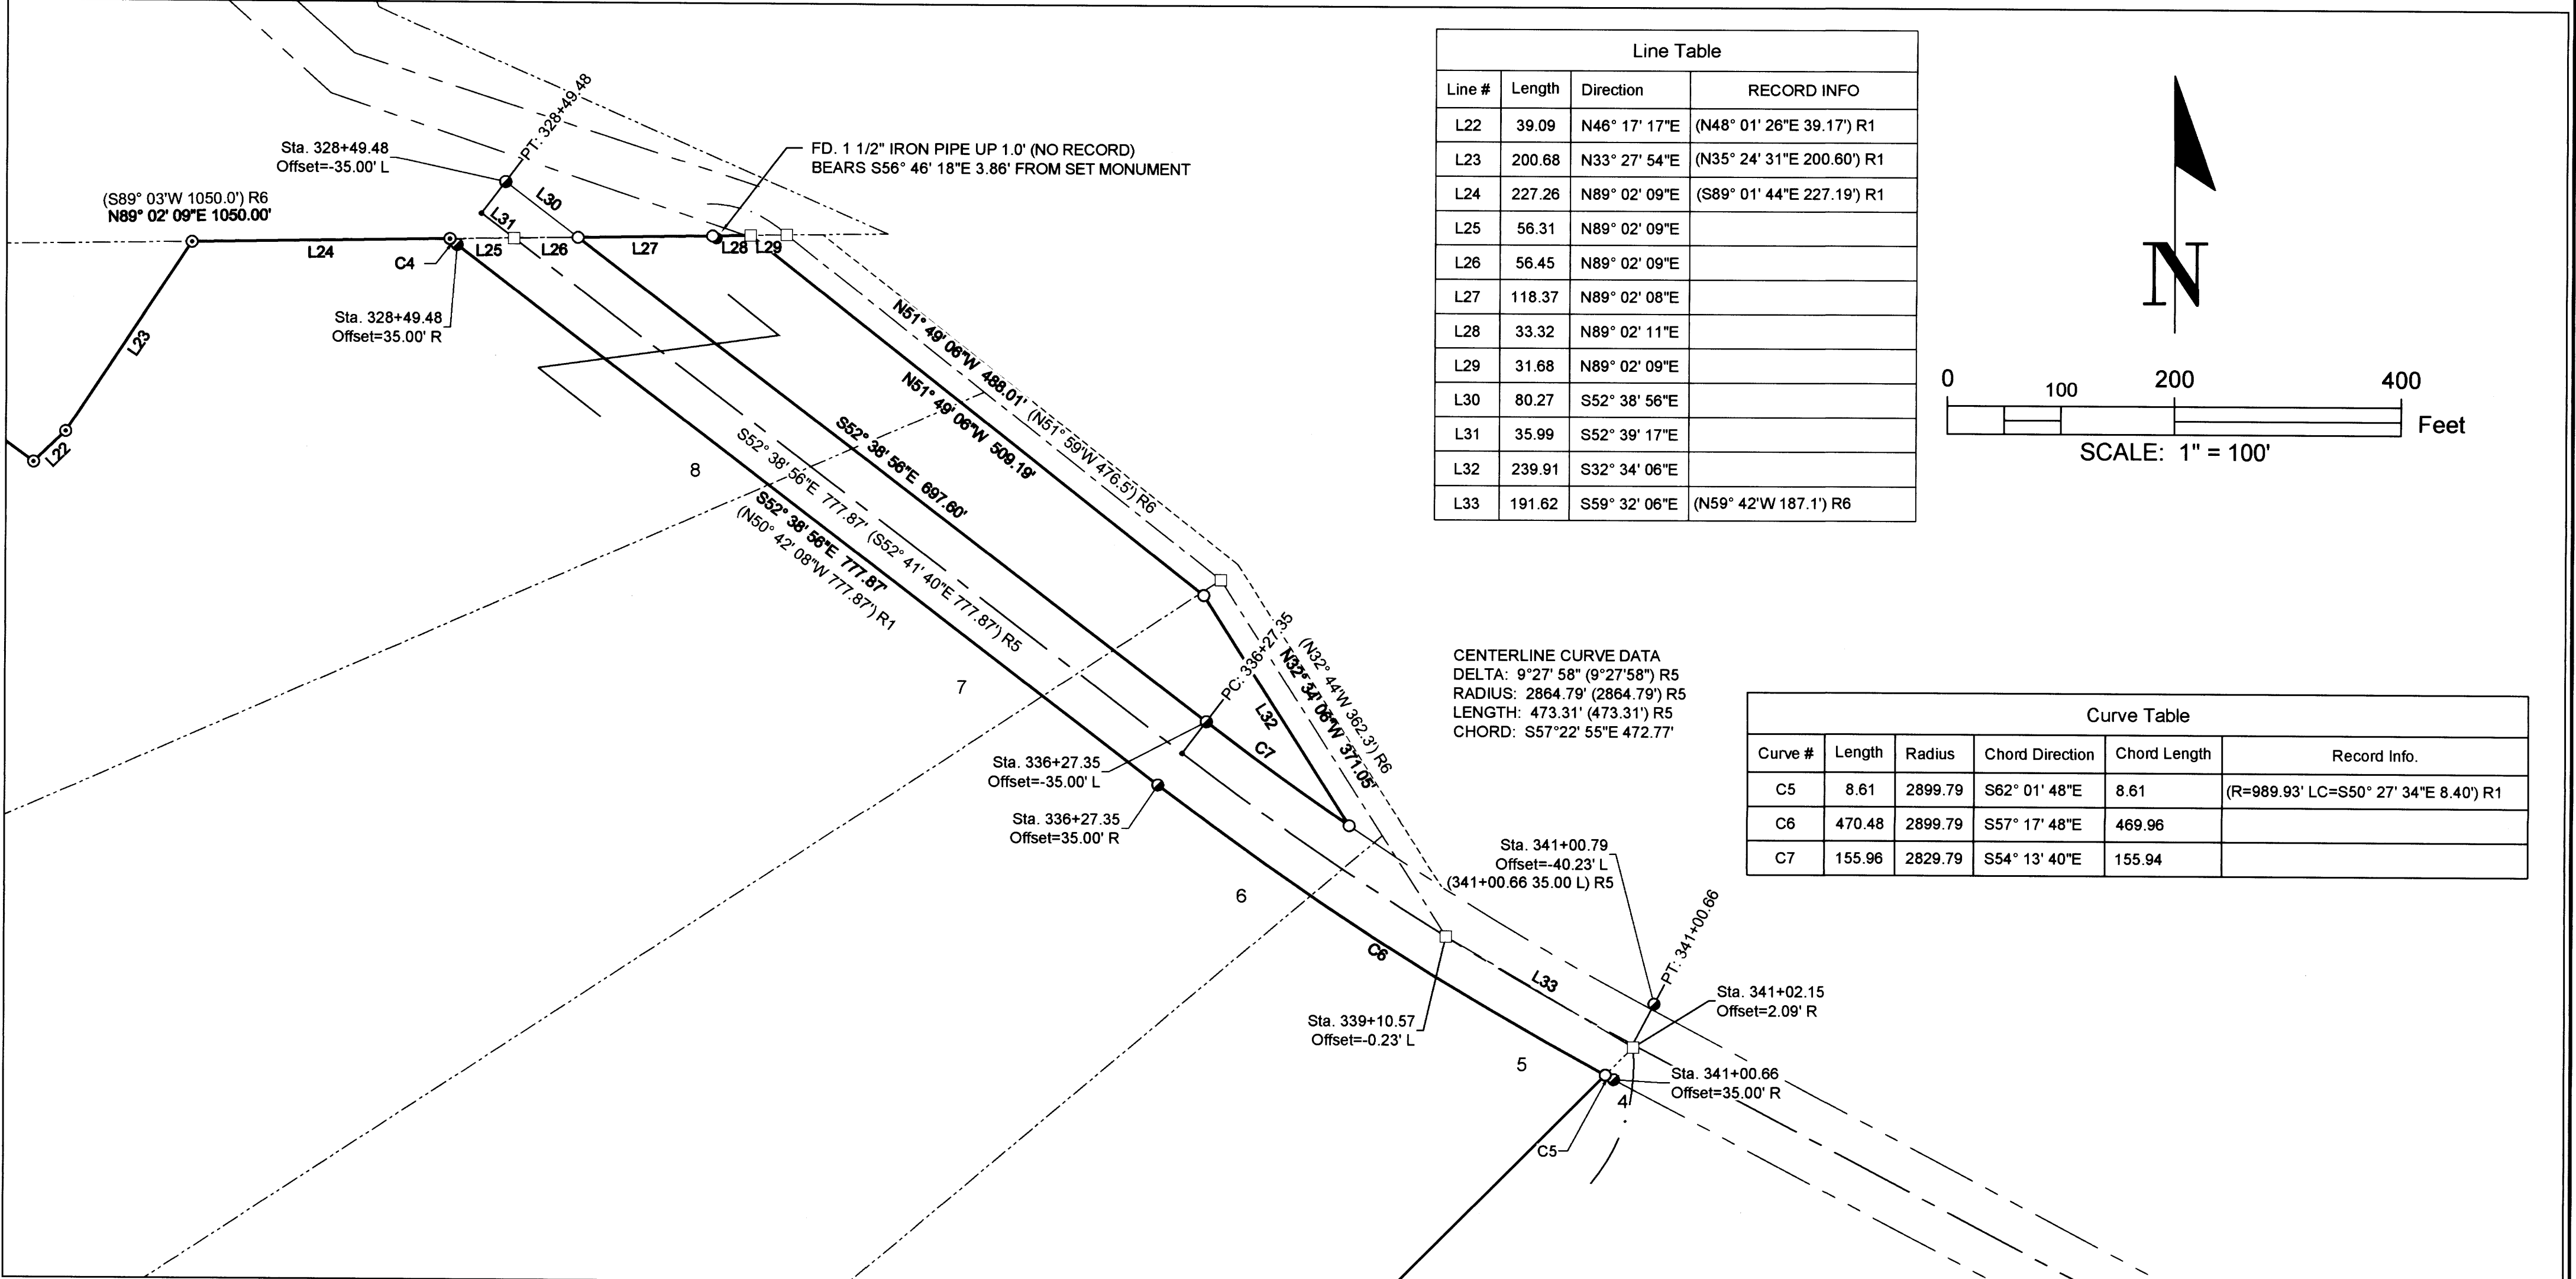 PT: 328+49.48
Sta. 328+49.48
Offset=-35.00' L
FD. 1 1/2" IRON PIPE UP 1.0' (NO RECORD)
BEARS S56° 46' 18"E 3.86' FROM SET MONUMENT
(S89° 03'W 1050.0') R6
N89° 02' 09"E 1050.00'
L30
L31
L24
C4
L25
L26
L27
L28
L29
Sta. 328+49.48
Offset=35.00' R
L23
L22
N51° 49' 06"W 488.01' (N51° 59'W 476.5') R6
N51° 49' 06"W 509.19'
S52° 38' 56"E 697.60'
S52° 38' 56"E 777.87' (S52° 41' 40"E 777.87') R5
S52° 38' 56"E 777.87'
(N50° 42' 08"W 777.87') R1
8
7
PC: 336+27.35
(N32° 44'W 362.3') R6
N32° 34' 06"W 371.05'
L32
C7
Sta. 336+27.35
Offset=-35.00' L
Sta. 336+27.35
Offset=35.00' R
6
C6
Sta. 341+00.79
Offset=-40.23' L
(341+00.66 35.00 L) R5
PT: 341+00.66
L33
Sta. 341+02.15
Offset=2.09' R
Sta. 339+10.57
Offset=-0.23' L
5
Sta. 341+00.66
Offset=35.00' R
4
C5
Line Table
Line # Length Direction RECORD INFO
L22 39.09 N46° 17' 17"E (N48° 01' 26"E 39.17') R1
L23 200.68 N33° 27' 54"E (N35° 24' 31"E 200.60') R1
L24 227.26 N89° 02' 09"E (S89° 01' 44"E 227.19') R1
L25 56.31 N89° 02' 09"E
L26 56.45 N89° 02' 09"E
L27 118.37 N89° 02' 08"E
L28 33.32 N89° 02' 11"E
L29 31.68 N89° 02' 09"E
L30 80.27 S52° 38' 56"E
L31 35.99 S52° 39' 17"E
L32 239.91 S32° 34' 06"E
L33 191.62 S59° 32' 06"E (N59° 42'W 187.1') R6
N
0 100 200 400
Feet
SCALE: 1" = 100'
CENTERLINE CURVE DATA
DELTA: 9°27' 58" (9°27'58") R5
RADIUS: 2864.79' (2864.79') R5
LENGTH: 473.31' (473.31') R5
CHORD: S57°22' 55"E 472.77'
Curve Table
Curve # Length Radius Chord Direction Chord Length Record Info.
C5 8.61 2899.79 S62° 01' 48"E 8.61 (R=989.93' LC=S50° 27' 34"E 8.40') R1
C6 470.48 2899.79 S57° 17' 48"E 469.96
C7 155.96 2829.79 S54° 13' 40"E 155.94